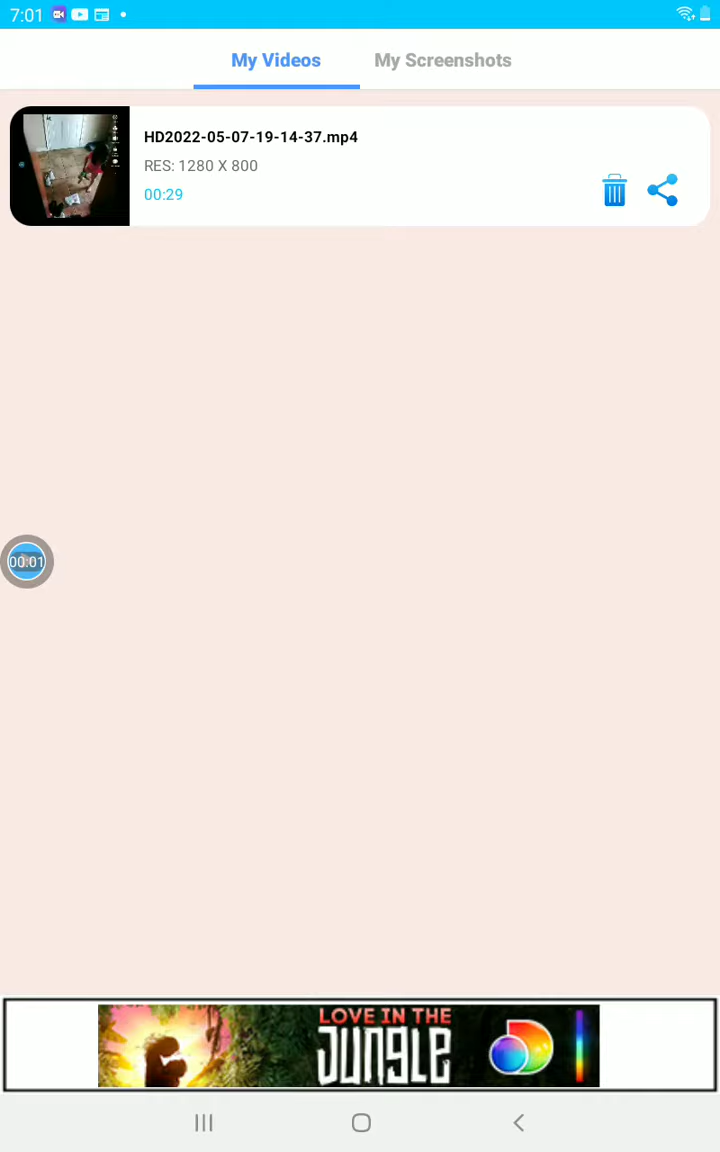 7:01
My Videos
My Screenshots
HD2022-05-07-19-14-37.mp4
RES: 1280 X 800
00:29
00:01
LOVE IN THE
JUNGLE